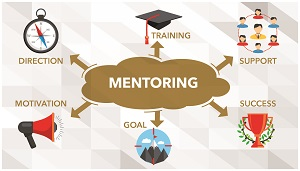 TRAINING
DIRECTION
SUPPORT
MENTORING
MOTIVATION
SUCCESS
GOAL